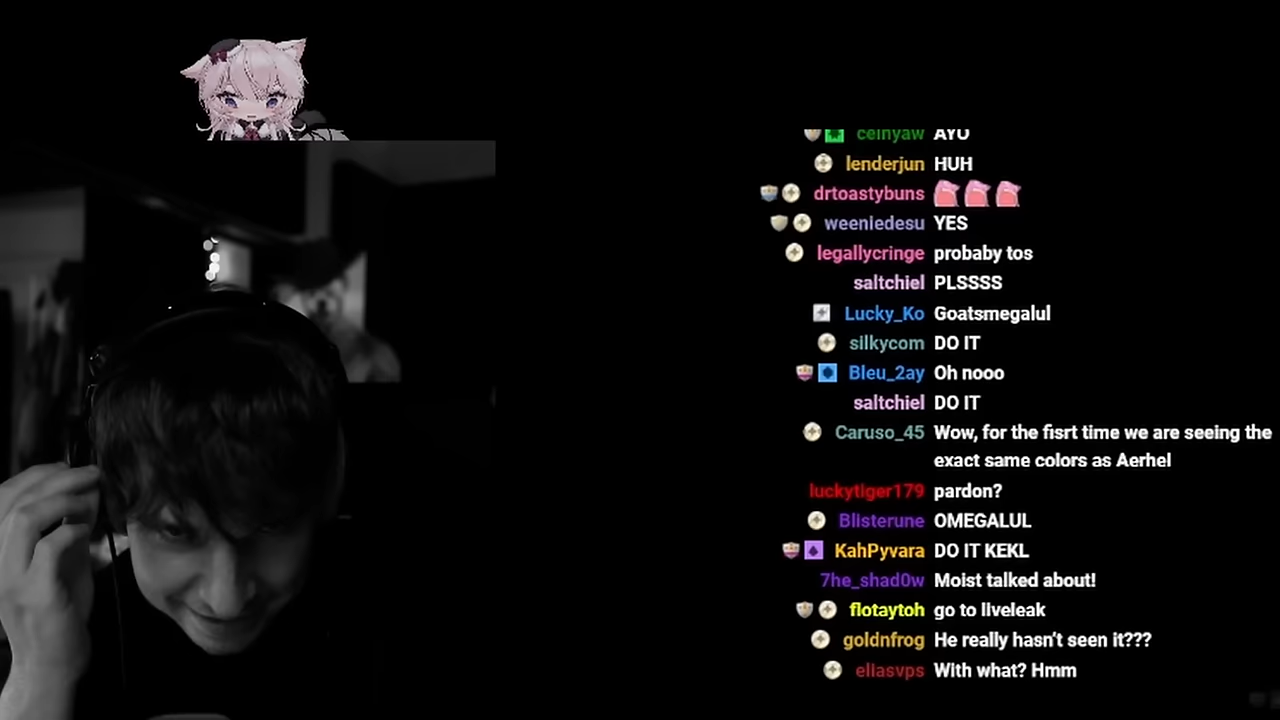 ceinyaw AYO
lenderjun HUH
drtoastybuns
weeniedesu YES
legallycringe probaby tos
saltchiel PLSSSS
Lucky_Ko Goatsmegalul
silkycom DO IT
Bleu_2ay Oh nooo
saltchiel DO IT
Caruso_45 Wow, for the fisrt time we are seeing the
exact same colors as Aerhel
luckytiger179 pardon?
Blisterune OMEGALUL
KahPyvara DO IT KEKL
7he_shad0w Moist talked about!
flotaytoh go to liveleak
goldnfrog He really hasn't seen it???
eliasvps With what? Hmm